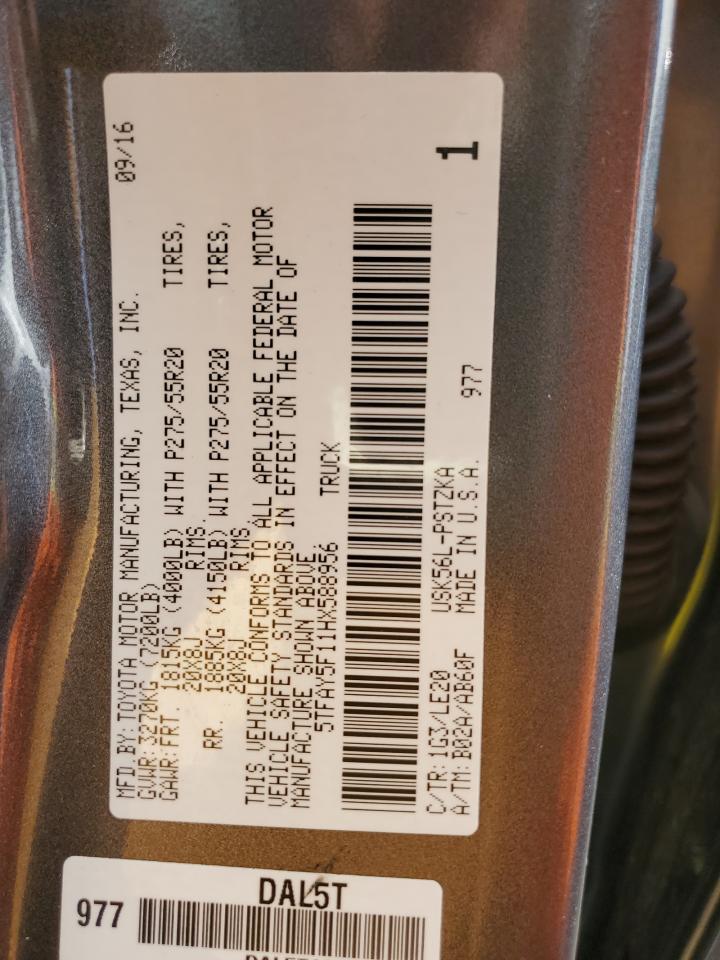 MFD.BY:TOYOTA MOTOR MANUFACTURING, TEXAS, INC. 09/16
GVWR:3270KG (7200LB)
GAWR:FRT. 1815KG (4000LB) WITH P275/55R20 TIRES,
20X8J RIMS.
RR. 1885KG (4150LB) WITH P275/55R20 TIRES,
20X8J RIMS.
THIS VEHICLE CONFORMS TO ALL APPLICABLE FEDERAL MOTOR
VEHICLE SAFETY STANDARDS IN EFFECT ON THE DATE OF
MANUFACTURE SHOWN ABOVE.
5TFAY5F11HX588956 TRUCK
C/TR: 1G3/LE20 USK56L-PSTZKA
A/TM: B02A/AB60F MADE IN U.S.A. 977
1
977 DAL5T